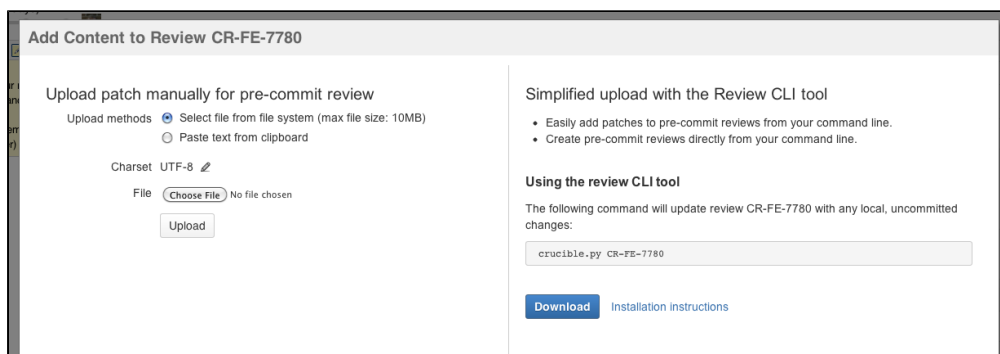 Add Content to Review CR-FE-7780
Upload patch manually for pre-commit review
Upload methods Select file from file system (max file size: 10MB)
Paste text from clipboard
Charset UTF-8
File Choose File No file chosen
Upload
Simplified upload with the Review CLI tool
• Easily add patches to pre-commit reviews from your command line.
• Create pre-commit reviews directly from your command line.
Using the review CLI tool
The following command will update review CR-FE-7780 with any local, uncommitted
changes:
crucible.py CR-FE-7780
Download Installation instructions